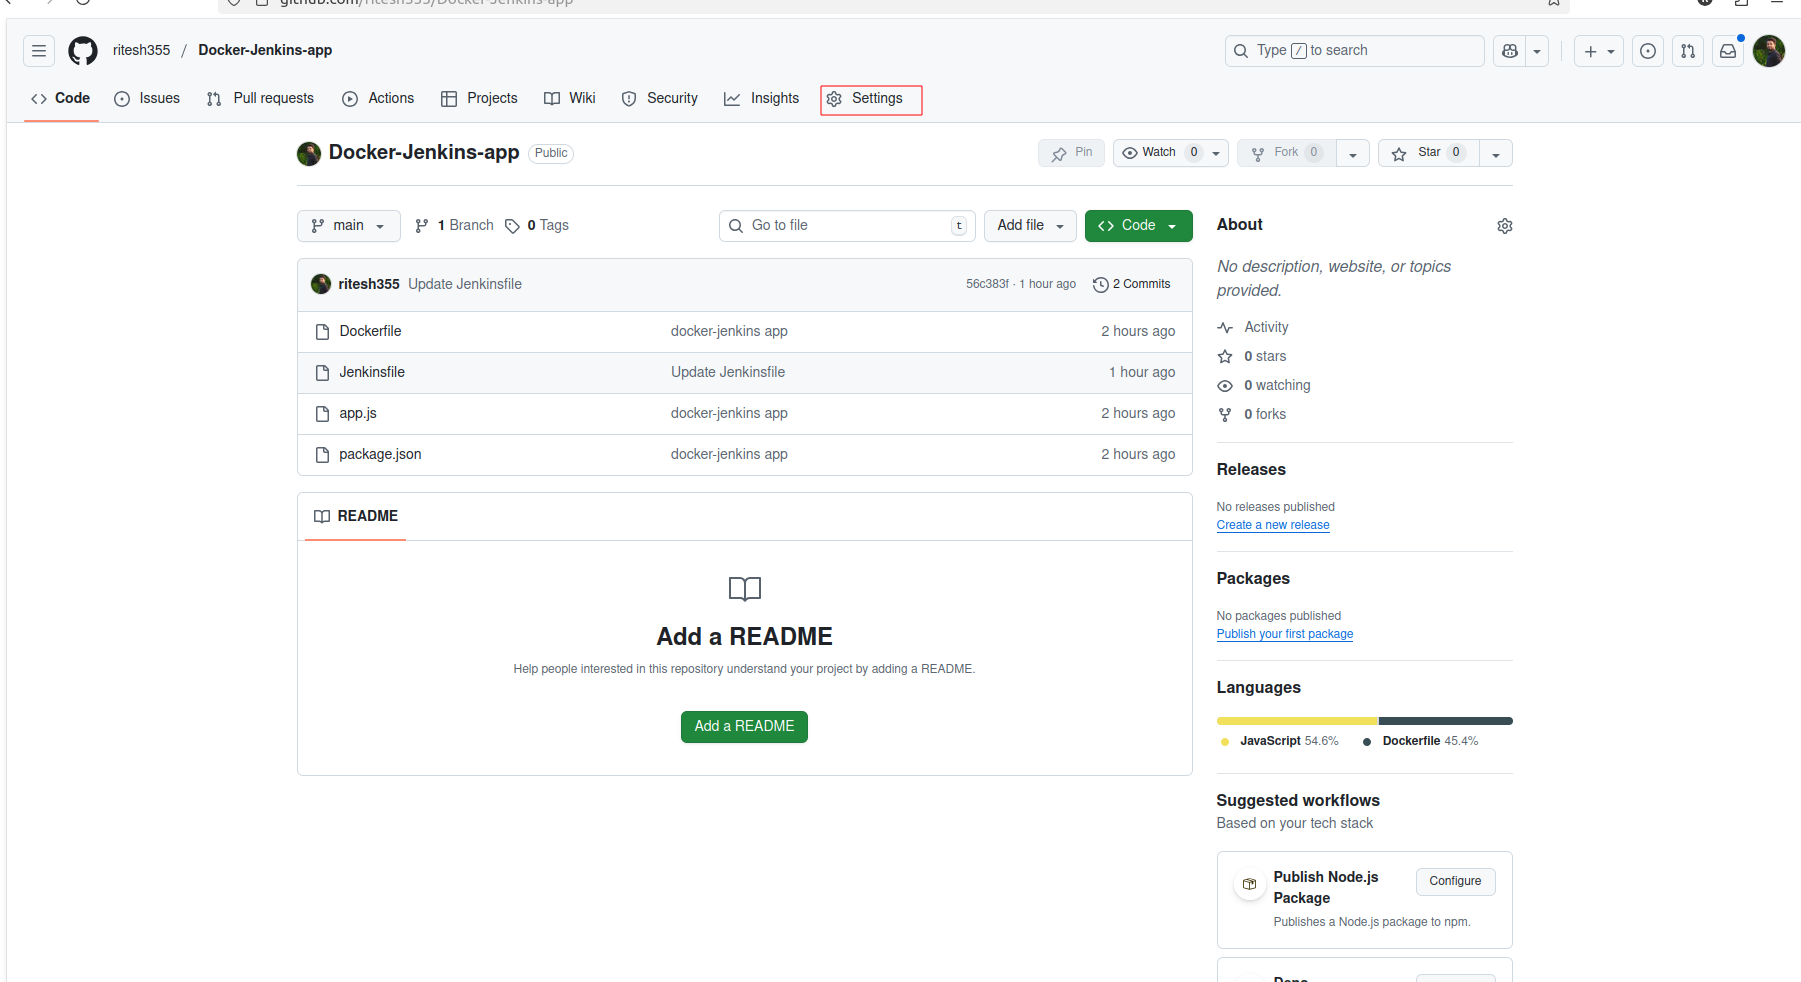 github.com/ritesh355/Docker-Jenkins-app
ritesh355 / Docker-Jenkins-app
Type / to search
Code Issues Pull requests Actions Projects Wiki Security Insights Settings
Docker-Jenkins-app Public
Pin Watch 0 Fork 0 Star 0
main 1 Branch 0 Tags Go to file t Add file Code
ritesh355 Update Jenkinsfile 56c383f · 1 hour ago 2 Commits
Dockerfile docker-jenkins app 2 hours ago
Jenkinsfile Update Jenkinsfile 1 hour ago
app.js docker-jenkins app 2 hours ago
package.json docker-jenkins app 2 hours ago
README
Add a README
Help people interested in this repository understand your project by adding a README.
Add a README
About
No description, website, or topics
provided.
Activity
0 stars
0 watching
0 forks
Releases
No releases published
Create a new release
Packages
No packages published
Publish your first package
Languages
JavaScript 54.6% Dockerfile 45.4%
Suggested workflows
Based on your tech stack
Publish Node.js
Package
Configure
Publishes a Node.js package to npm.
Deno